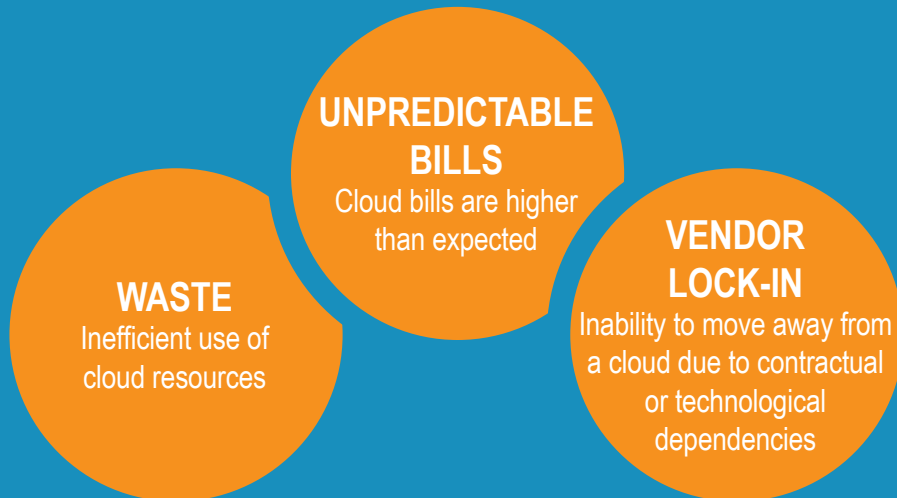 WASTE
Inefficient use of
cloud resources
UNPREDICTABLE
BILLS
Cloud bills are higher
than expected
VENDOR
LOCK-IN
Inability to move away from
a cloud due to contractual
or technological
dependencies